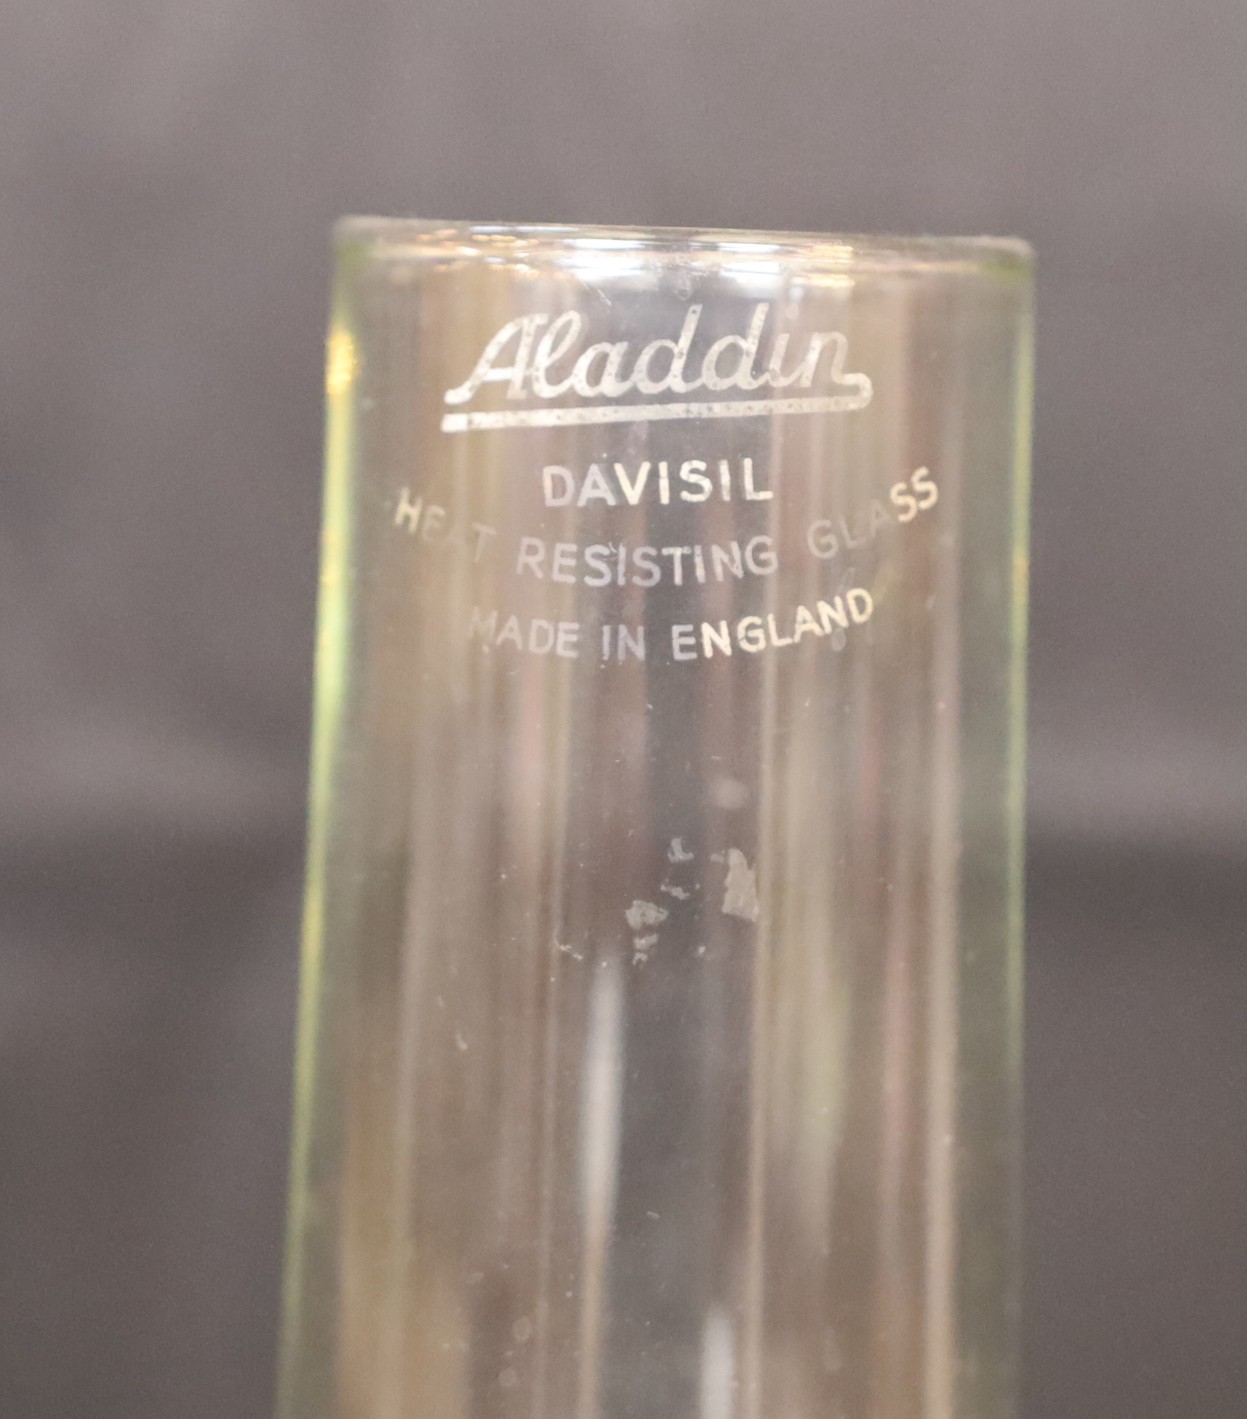 Aladdin
DAVISIL
HEAT RESISTING GLASS
MADE IN ENGLAND